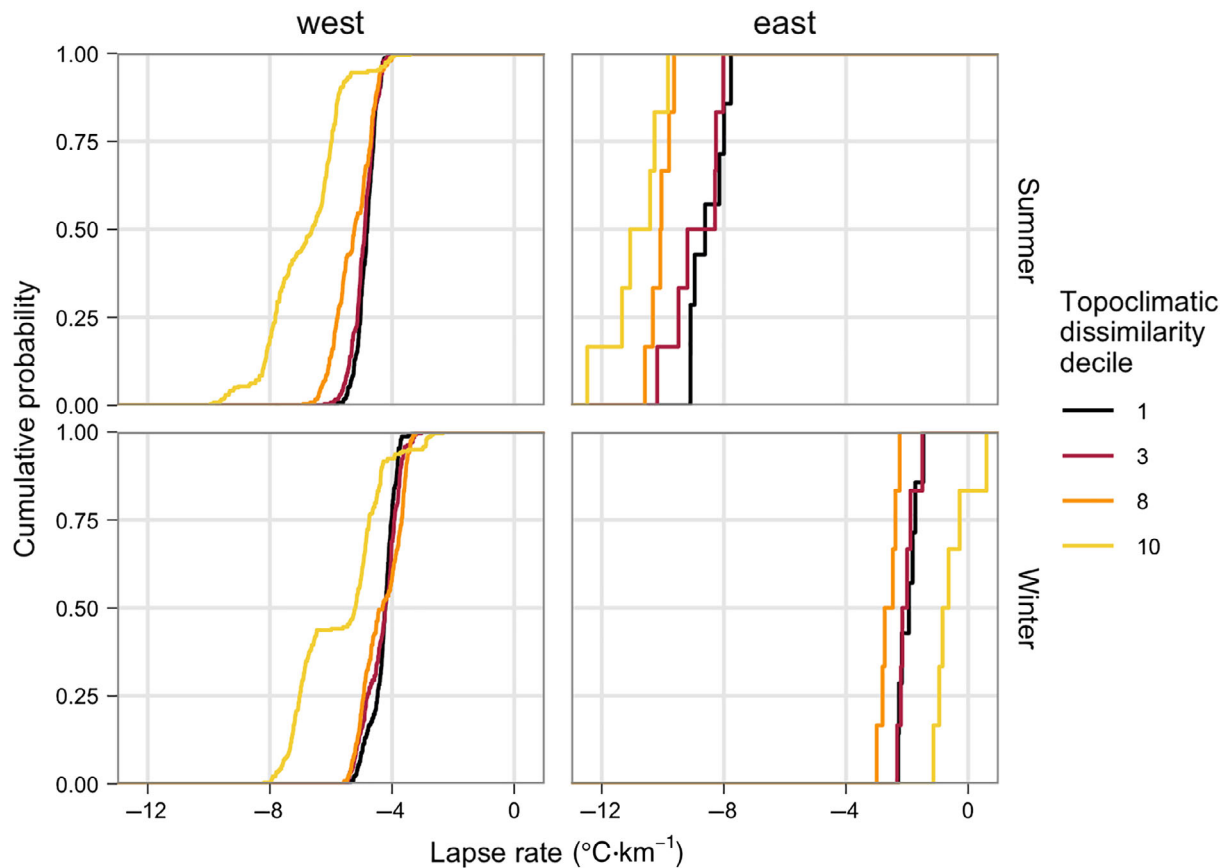 west
east
1.00
0.75
0.50
0.25
0.00
Summer
1.00
0.75
0.50
0.25
0.00
Winter
Cumulative probability
–12
–8
–4
0
–12
–8
–4
0
Lapse rate (°C·km⁻¹)
Topoclimatic
dissimilarity
decile
1
3
8
10